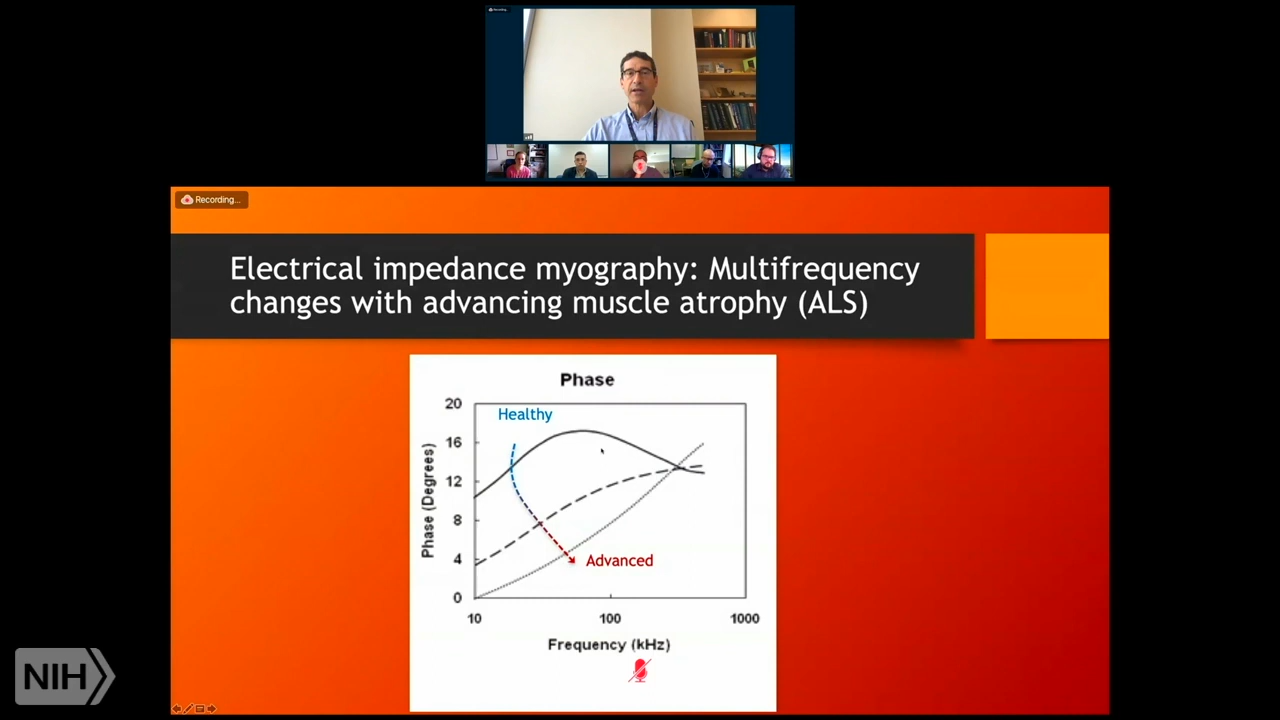 Recording...
Electrical impedance myography: Multifrequency
changes with advancing muscle atrophy (ALS)
Phase
20
Healthy
16
12
8
4
Advanced
0
Phase (Degrees)
10
100
1000
Frequency (kHz)
NIH